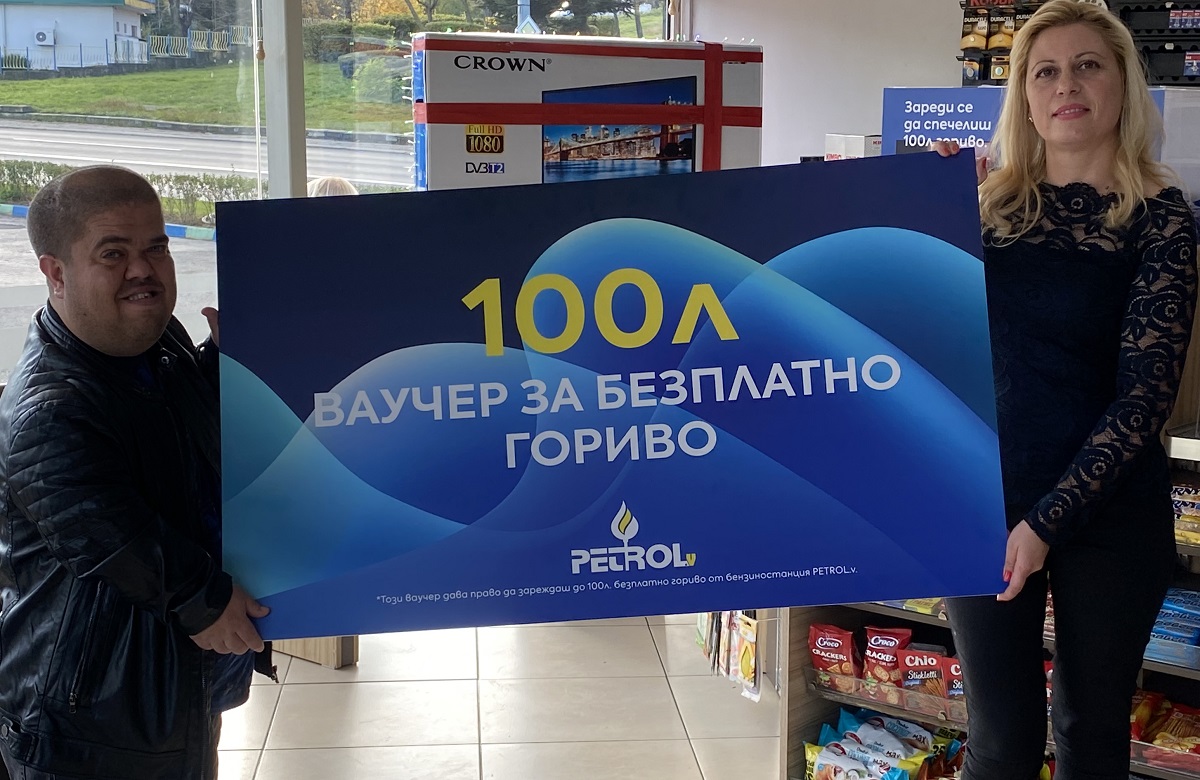 CROWN®
Full HD
1080
DVB T2
DURACELL
Зареди се
да спечелиш
100л гориво.
100Л
ВАУЧЕР ЗА БЕЗПЛАТНО
ГОРИВО
PETROL.v
*Този ваучер дава право да зареждаш до 100л. безплатно гориво от бензиностанция PETROL.v.
Croco
CRACKERS
Croco
Chio
Stickletti